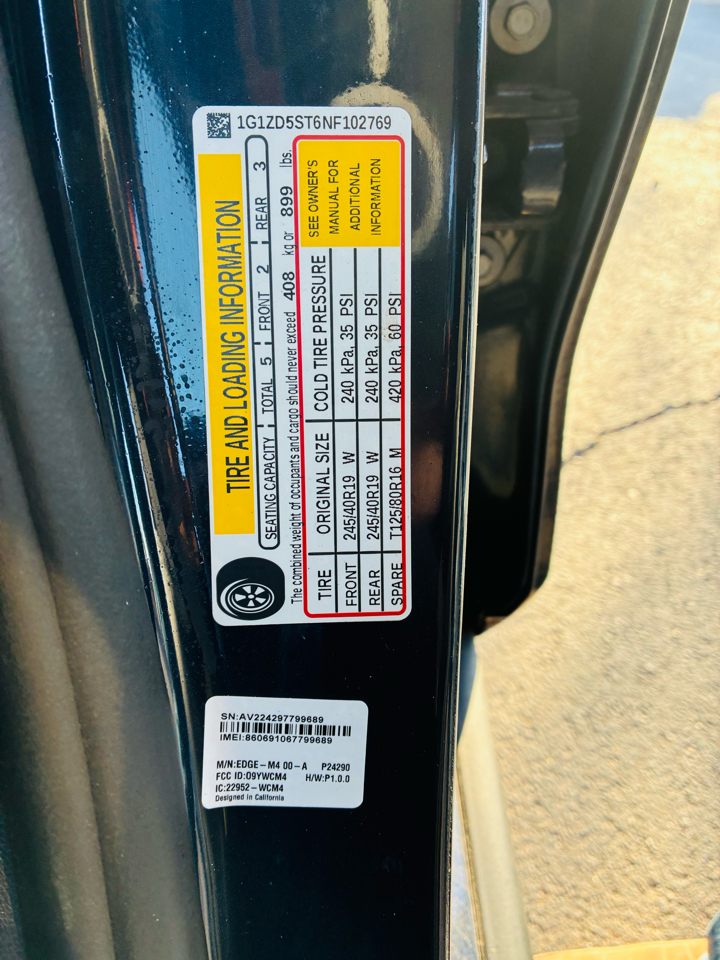 1G1ZD5ST6NF102769
TIRE AND LOADING INFORMATION
SEATING CAPACITY TOTAL 5 FRONT 2 REAR 3
The combined weight of occupants and cargo should never exceed 408 kg or 899 lbs.
TIRE ORIGINAL SIZE COLD TIRE PRESSURE
FRONT 245/40R19 W 240 kPa, 35 PSI
REAR 245/40R19 W 240 kPa, 35 PSI
SPARE T125/80R16 M 420 kPa, 60 PSI
SEE OWNER'S
MANUAL FOR
ADDITIONAL
INFORMATION
SN:AV224297799689
IMEI:860691067799689
M/N:EDGE-M4 00-A P24290
FCC ID:O9YWCM4 H/W:P1.0.0
IC:22952-WCM4
Designed in California